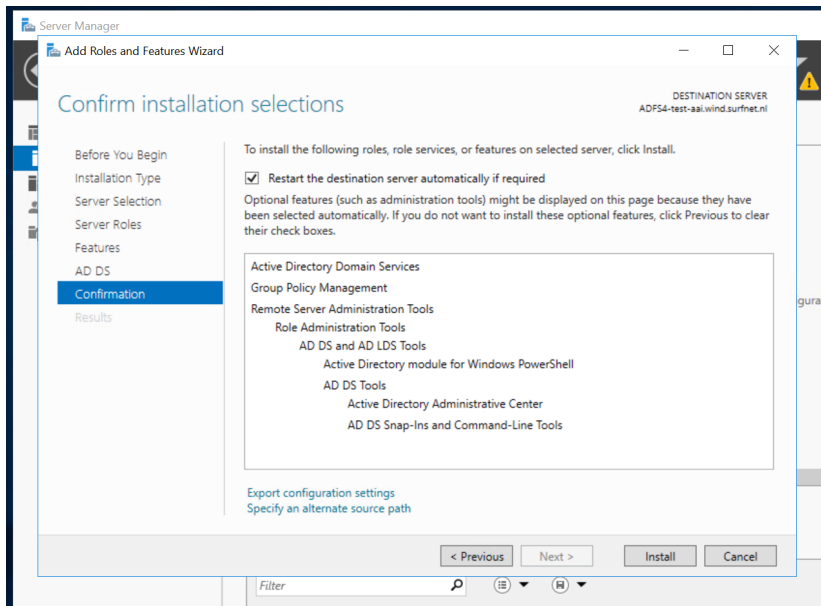 Server Manager
Add Roles and Features Wizard
Confirm installation selections
DESTINATION SERVER
ADFS4-test-aai.wind.surfnet.nl
Before You Begin
Installation Type
Server Selection
Server Roles
Features
AD DS
Confirmation
Results
To install the following roles, role services, or features on selected server, click Install.
Restart the destination server automatically if required
Optional features (such as administration tools) might be displayed on this page because they have
been selected automatically. If you do not want to install these optional features, click Previous to clear
their check boxes.
Active Directory Domain Services
Group Policy Management
Remote Server Administration Tools
Role Administration Tools
AD DS and AD LDS Tools
Active Directory module for Windows PowerShell
AD DS Tools
Active Directory Administrative Center
AD DS Snap-Ins and Command-Line Tools
Export configuration settings
Specify an alternate source path
< Previous
Next >
Install
Cancel
gura
Filter